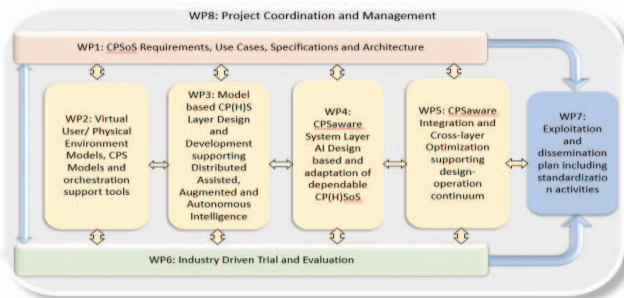 WP8: Project Coordination and Management
WP1: CPSoS Requirements, Use Cases, Specifications and Architecture
WP2: Virtual
User/ Physical
Environment
Models, CPS
Models and
orchestration
support tools
WP3: Model
based CP(H)S
Layer Design
and
Development
supporting
Distributed
Assisted,
Augmented and
Autonomous
Intelligence
WP4:
CPSaware
System Layer
AI Design
based and
adaptation of
dependable
CP(H)SoS
WP5: CPSaware
Integration and
Cross-layer
Optimization
supporting
design-
operation
continuum
WP7:
Exploitation
and
dissemination
plan including
standardizatio
n activities
WP6: Industry Driven Trial and Evaluation